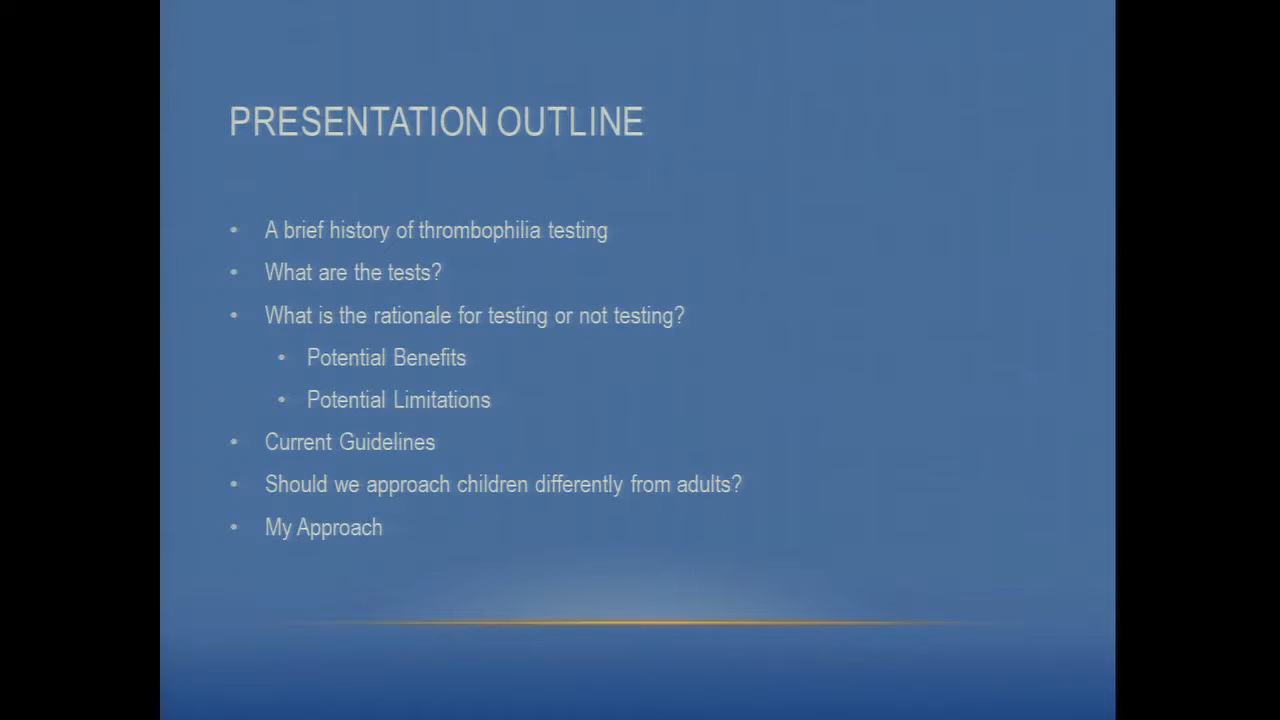 PRESENTATION OUTLINE
• A brief history of thrombophilia testing
• What are the tests?
• What is the rationale for testing or not testing?
• Potential Benefits
• Potential Limitations
• Current Guidelines
• Should we approach children differently from adults?
• My Approach